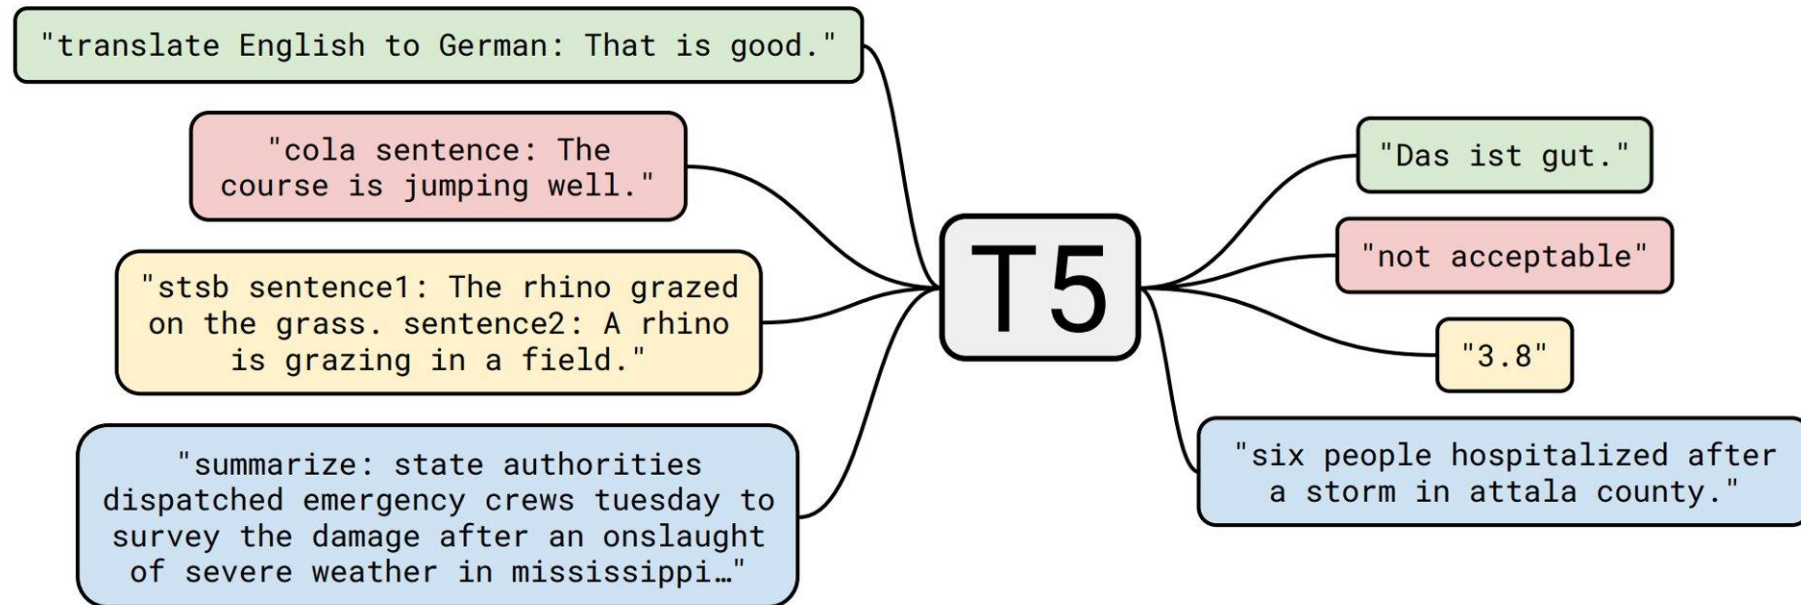 "translate English to German: That is good."
"cola sentence: The
course is jumping well."
"stsb sentence1: The rhino grazed
on the grass. sentence2: A rhino
is grazing in a field."
"summarize: state authorities
dispatched emergency crews tuesday to
survey the damage after an onslaught
of severe weather in mississippi…"
T5
"Das ist gut."
"not acceptable"
"3.8"
"six people hospitalized after
a storm in attala county."